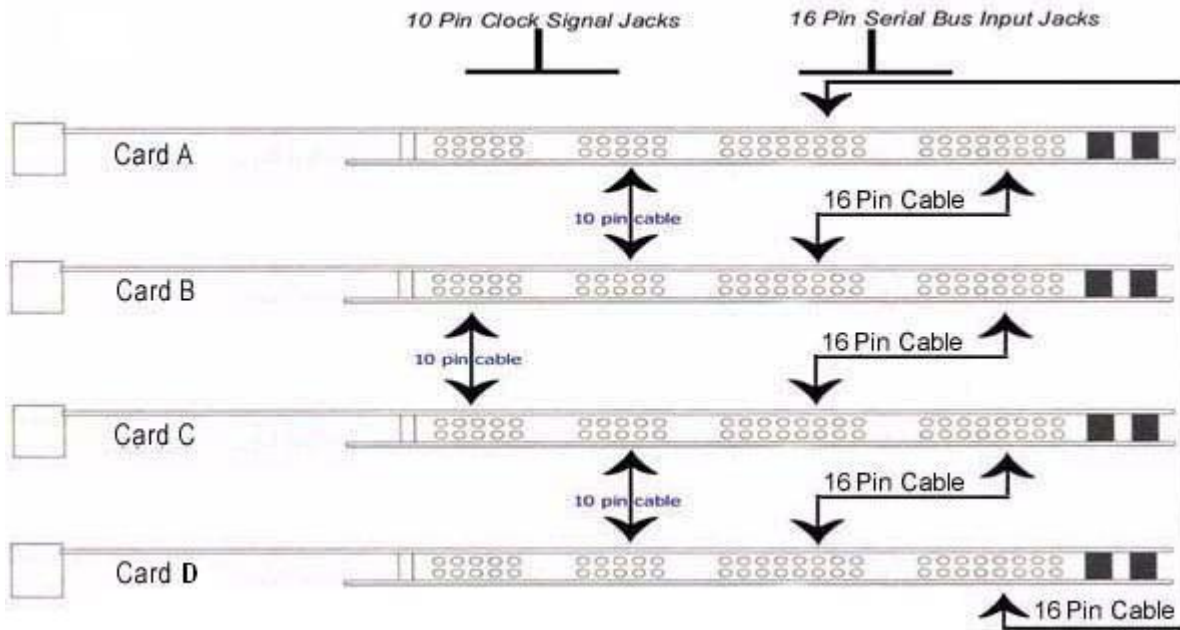 10 Pin Clock Signal Jacks
16 Pin Serial Bus Input Jacks
Card A
10 pin cable
16 Pin Cable
Card B
10 pin cable
16 Pin Cable
Card C
10 pin cable
16 Pin Cable
Card D
16 Pin Cable